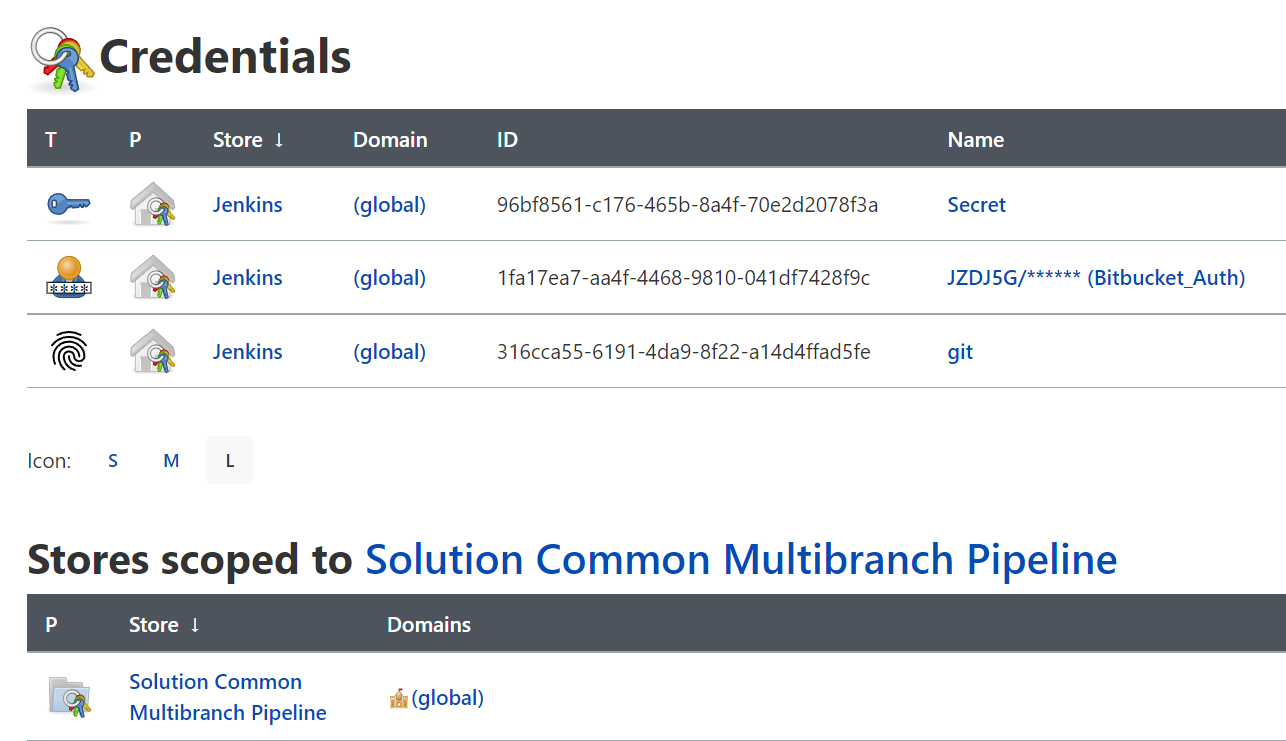 Credentials
T P Store ↓ Domain ID Name
Jenkins (global) 96bf8561-c176-465b-8a4f-70e2d2078f3a Secret
**** Jenkins (global) 1fa17ea7-aa4f-4468-9810-041df7428f9c JZDJ5G/****** (Bitbucket_Auth)
Jenkins (global) 316cca55-6191-4da9-8f22-a14d4ffad5fe git
Icon: S M L
Stores scoped to Solution Common Multibranch Pipeline
P Store ↓ Domains
Solution Common
Multibranch Pipeline (global)